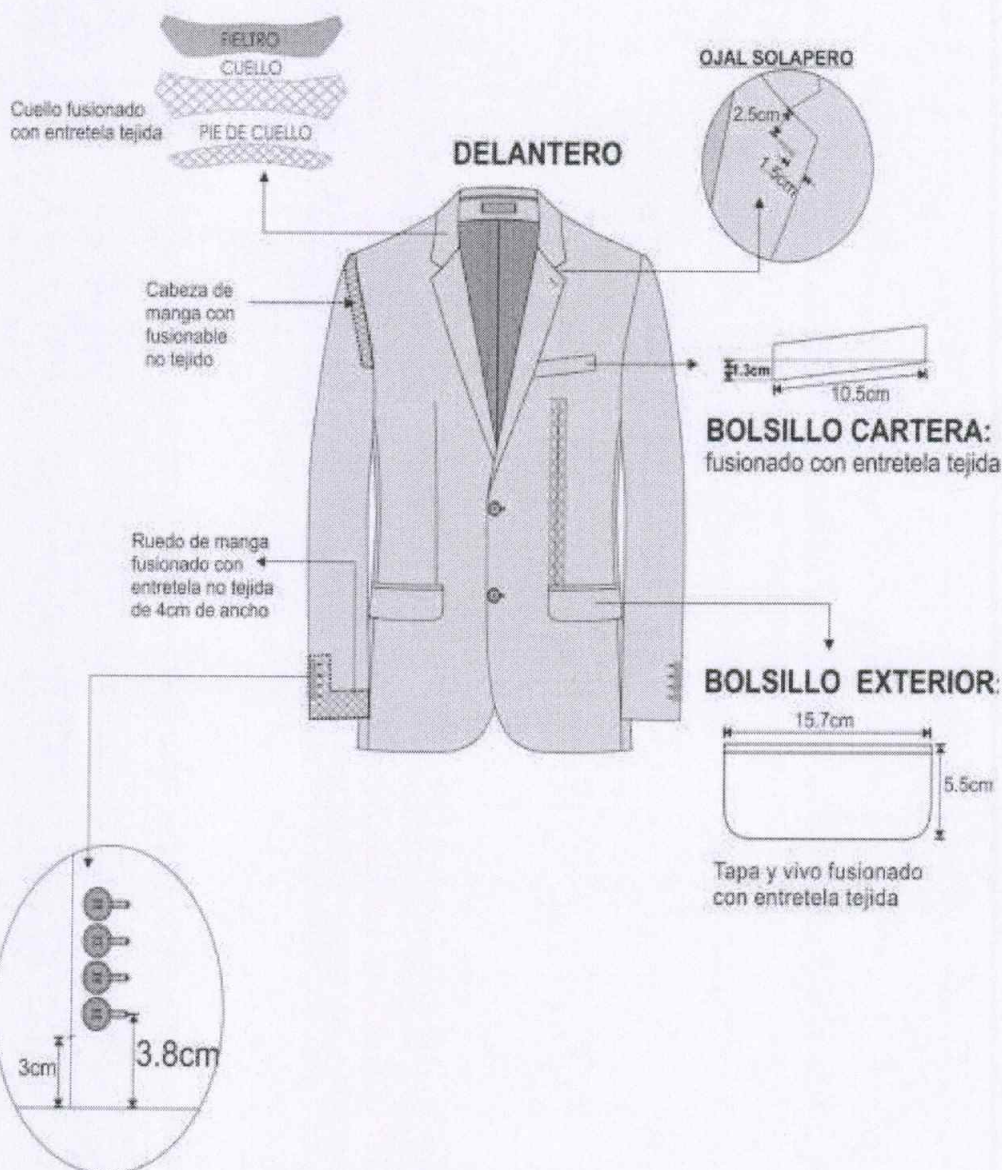 FIELTRO
CUELLO
Cuello fusionado
con entretela tejida
PIE DE CUELLO
OJAL SOLAPERO
2.5cm
1.5cm
DELANTERO
Cabeza de
manga con
fusionable
no tejido
1.3cm
10.5cm
BOLSILLO CARTERA:
fusionado con entretela tejida
Ruedo de manga
fusionado con
entretela no tejida
de 4cm de ancho
BOLSILLO EXTERIOR:
15.7cm
5.5cm
Tapa y vivo fusionado
con entretela tejida
3cm
3.8cm